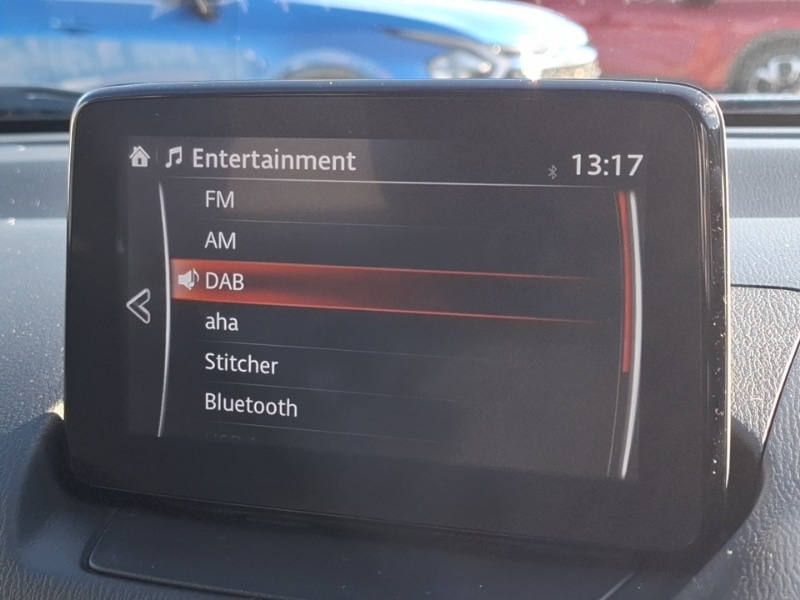 Entertainment 13:17
FM
AM
DAB
aha
Stitcher
Bluetooth